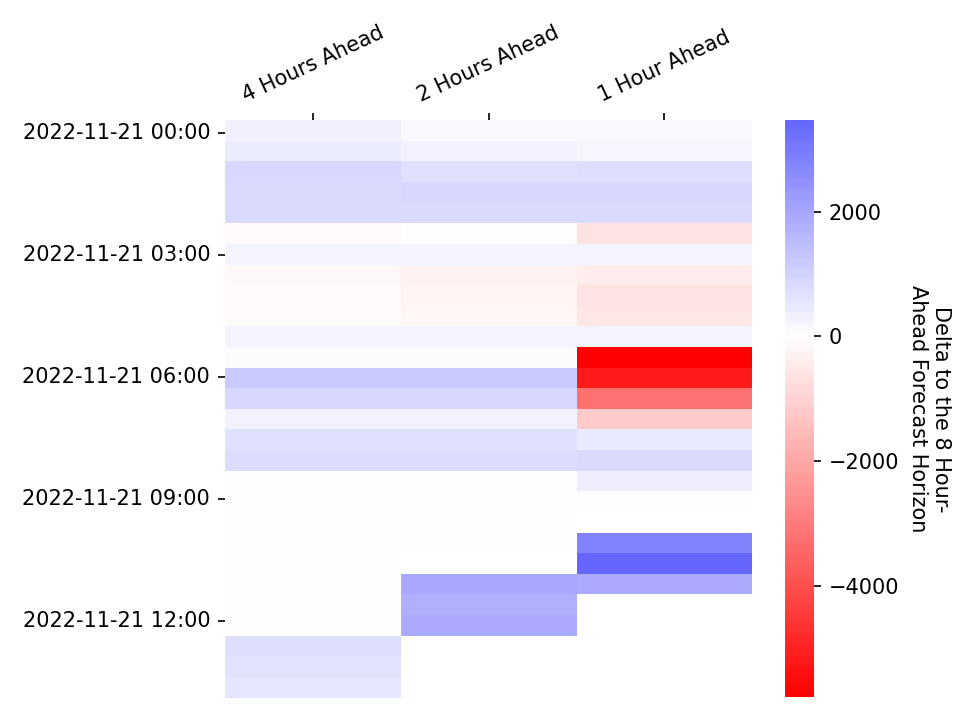 4 Hours Ahead
2 Hours Ahead
1 Hour Ahead
2022-11-21 00:00
2022-11-21 03:00
2022-11-21 06:00
2022-11-21 09:00
2022-11-21 12:00
2000
0
−2000
−4000
Delta to the 8 Hour-
Ahead Forecast Horizon